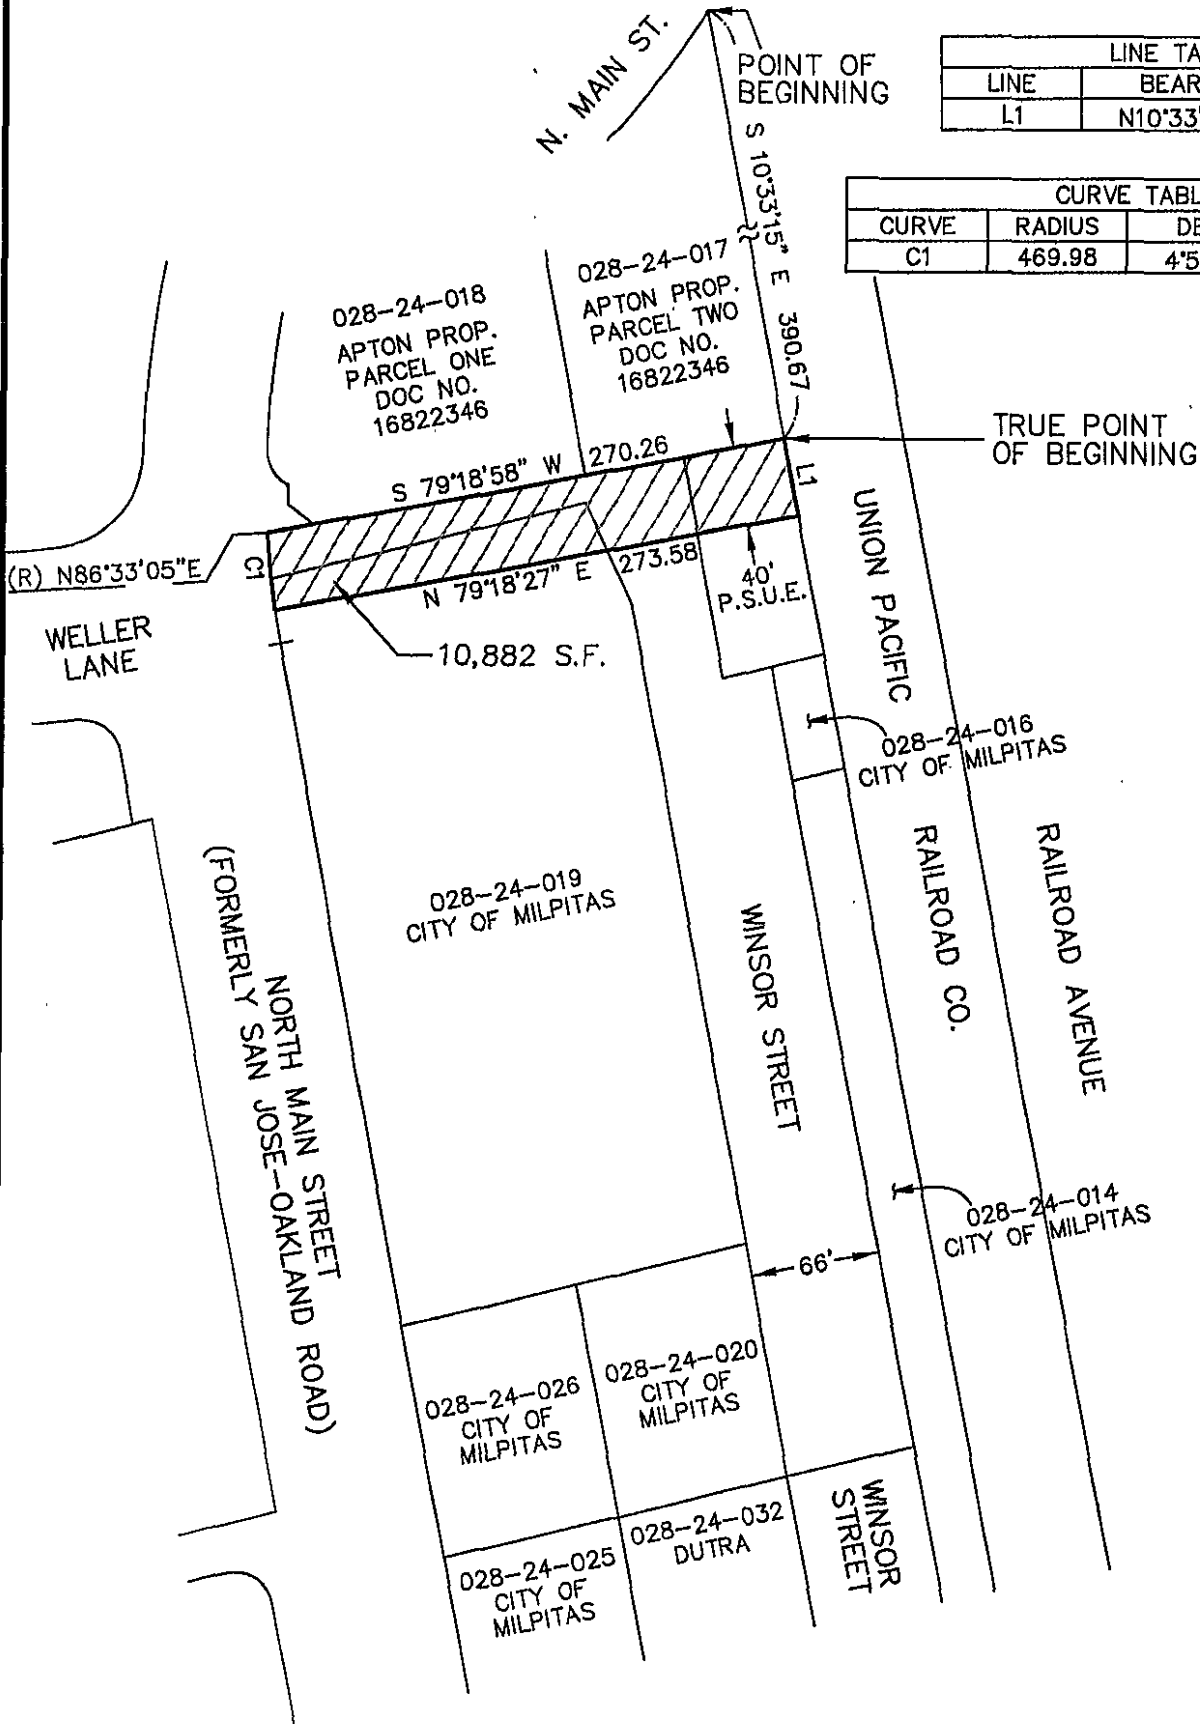 N. MAIN ST.
POINT OF
BEGINNING
LINE TA
LINE BEAR
L1 N10°33'
S 10°33'15" E 390.67
CURVE TABL
CURVE RADIUS DE
C1 469.98 4°5
028-24-018
APTON PROP.
PARCEL ONE
DOC NO.
16822346
028-24-017
APTON PROP.
PARCEL TWO
DOC NO.
16822346
TRUE POINT
OF BEGINNING
S 79°18'58" W 270.26
L1
(R) N86°33'05"E
C1
N 79°18'27" E 273.58
40'
P.S.U.E.
WELLER
LANE
10,882 S.F.
UNION PACIFIC
RAILROAD CO.
028-24-016
CITY OF MILPITAS
RAILROAD AVENUE
028-24-019
CITY OF MILPITAS
WINSOR STREET
NORTH MAIN STREET
(FORMERLY SAN JOSE-OAKLAND ROAD)
028-24-014
CITY OF MILPITAS
66'
028-24-026
CITY OF
MILPITAS
028-24-020
CITY OF
MILPITAS
028-24-025
CITY OF
MILPITAS
028-24-032
DUTRA
WINSOR
STREET